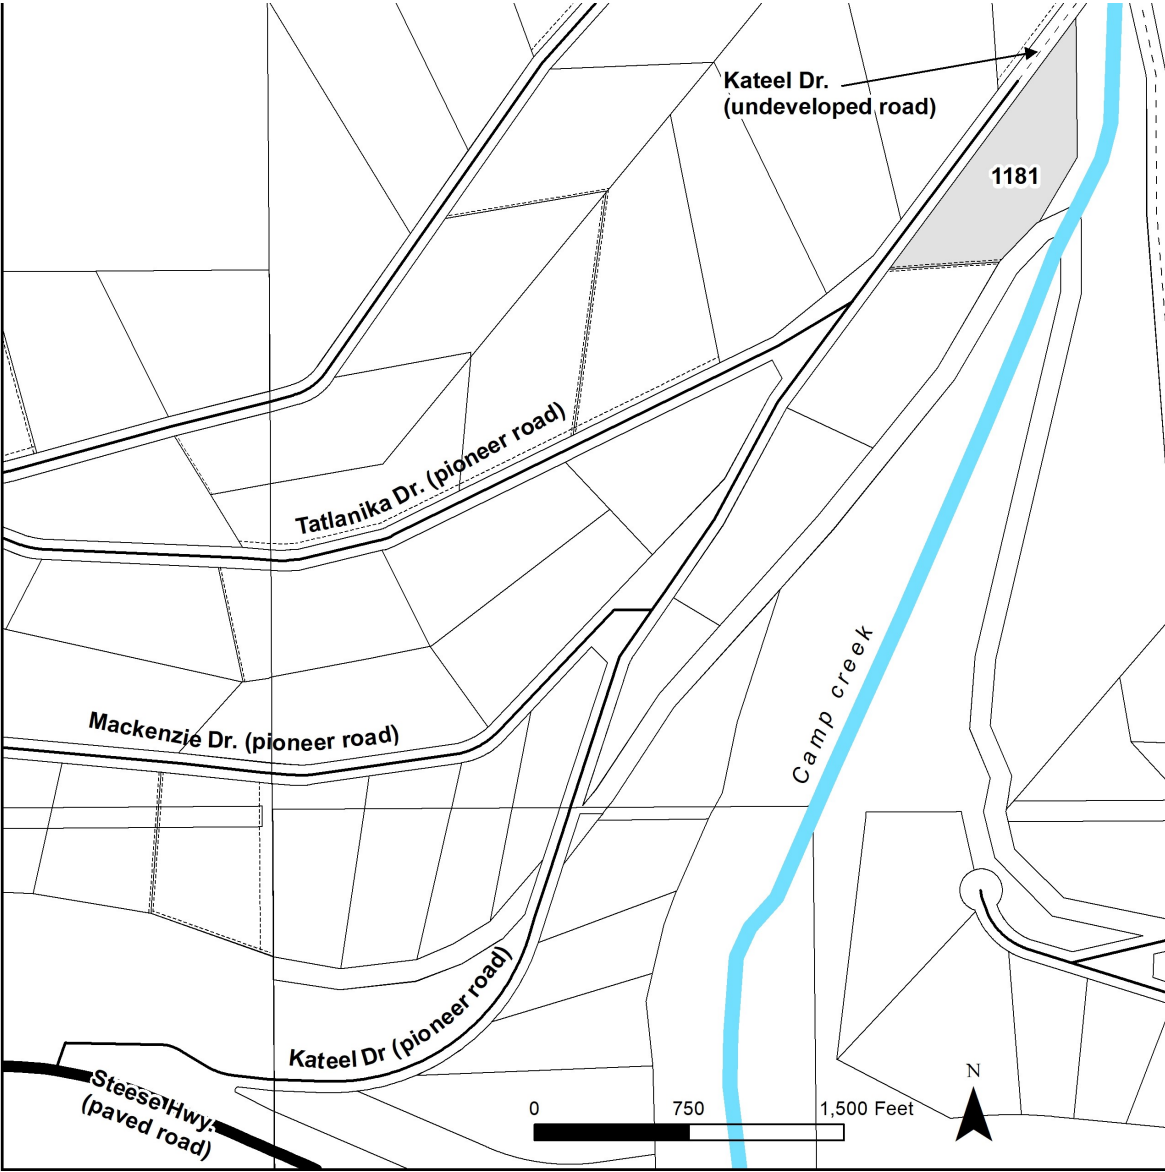 Kateel Dr.
(undeveloped road)
1181
Tatlanika Dr. (pioneer road)
Camp creek
Mackenzie Dr. (pioneer road)
Kateel Dr (pioneer road)
Steese Hwy.
(paved road)
N
0 750 1,500 Feet